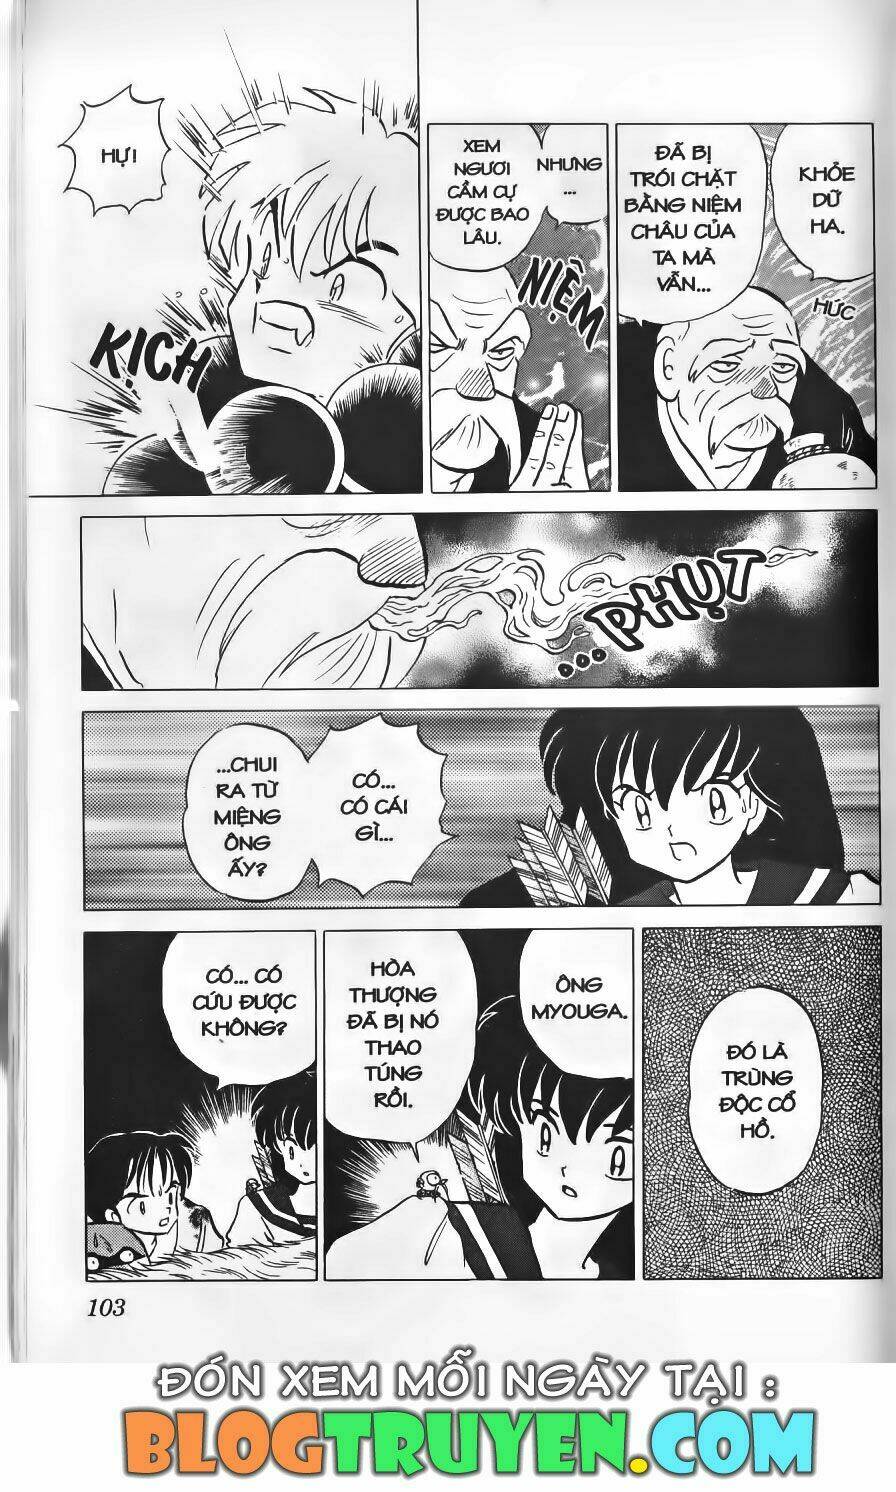 KHỎE
DỮ
HA.
ĐÃ BỊ
TRÓI CHẶT
BẰNG NIỆM
CHÂU CỦA
TA MÀ
VẪN...
HỨC
NHƯNG
...
XEM
NGƯƠI
CẦM CỰ
ĐƯỢC BAO
LÂU.
NIỆM
HỰ!
KỊCH
...PHỤT
CÓ...
CÓ CÁI
GÌ...
...CHUI
RA TỪ
MIỆNG
ÔNG
ẤY?
ĐÓ LÀ
TRÙNG
ĐỘC CỔ
HỒ.
ÔNG
MYOUGA.
HÒA
THƯỢNG
ĐÃ BỊ NÓ
THAO
TÚNG
RỒI.
CÓ... CÓ
CỨU ĐƯỢC
KHÔNG?
103
ĐÓN XEM MỖI NGÀY TẠI :
BLOGTRUYEN.COM